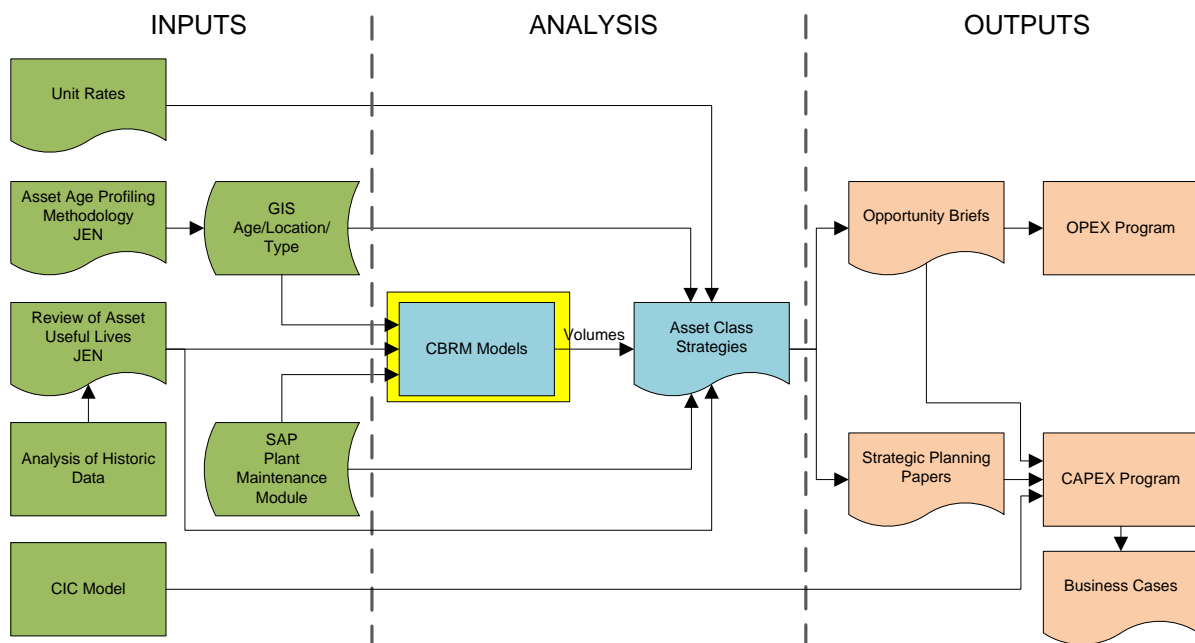 INPUTS
ANALYSIS
OUTPUTS
Unit Rates
Asset Age Profiling
Methodology
JEN
GIS
Age/Location/
Type
Opportunity Briefs
OPEX Program
Review of Asset
Useful Lives
JEN
CBRM Models
Volumes
Asset Class
Strategies
Analysis of Historic
Data
SAP
Plant
Maintenance
Module
Strategic Planning
Papers
CAPEX Program
CIC Model
Business Cases